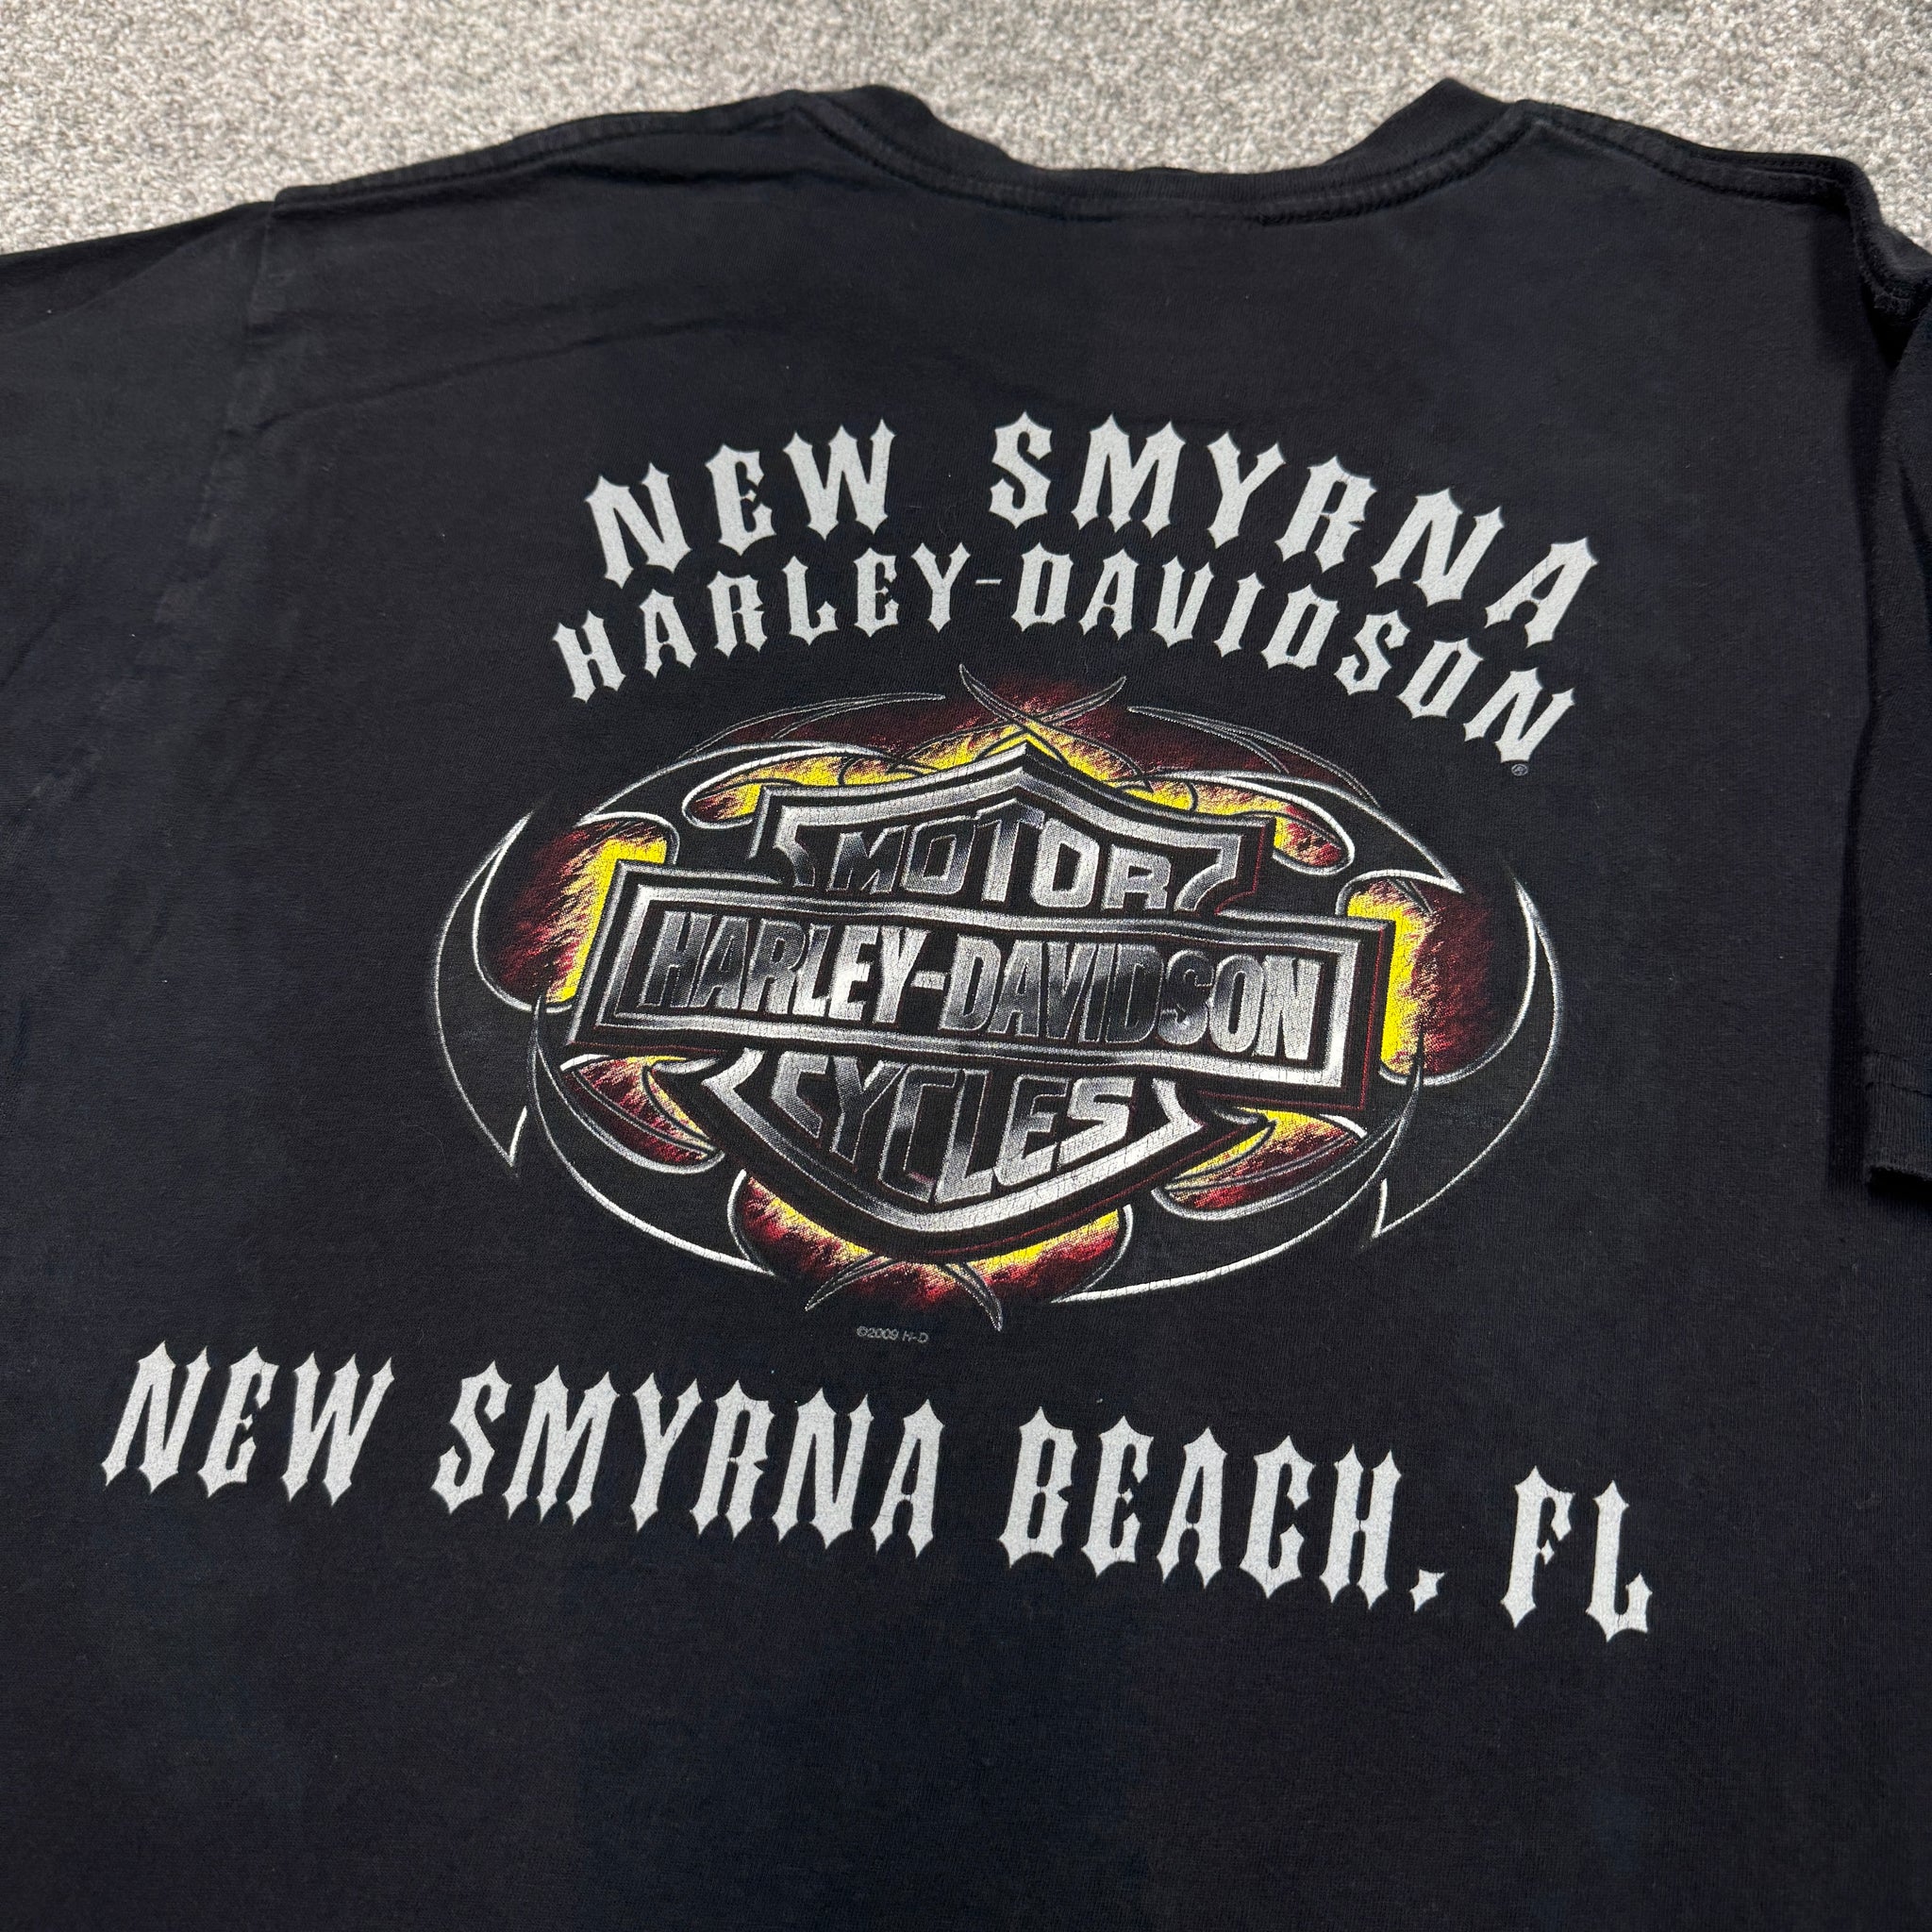 NEW SMYRNA
HARLEY-DAVIDSON
®
MOTOR
HARLEY-DAVIDSON
CYCLES
©2009 H-D
NEW SMYRNA BEACH, FL